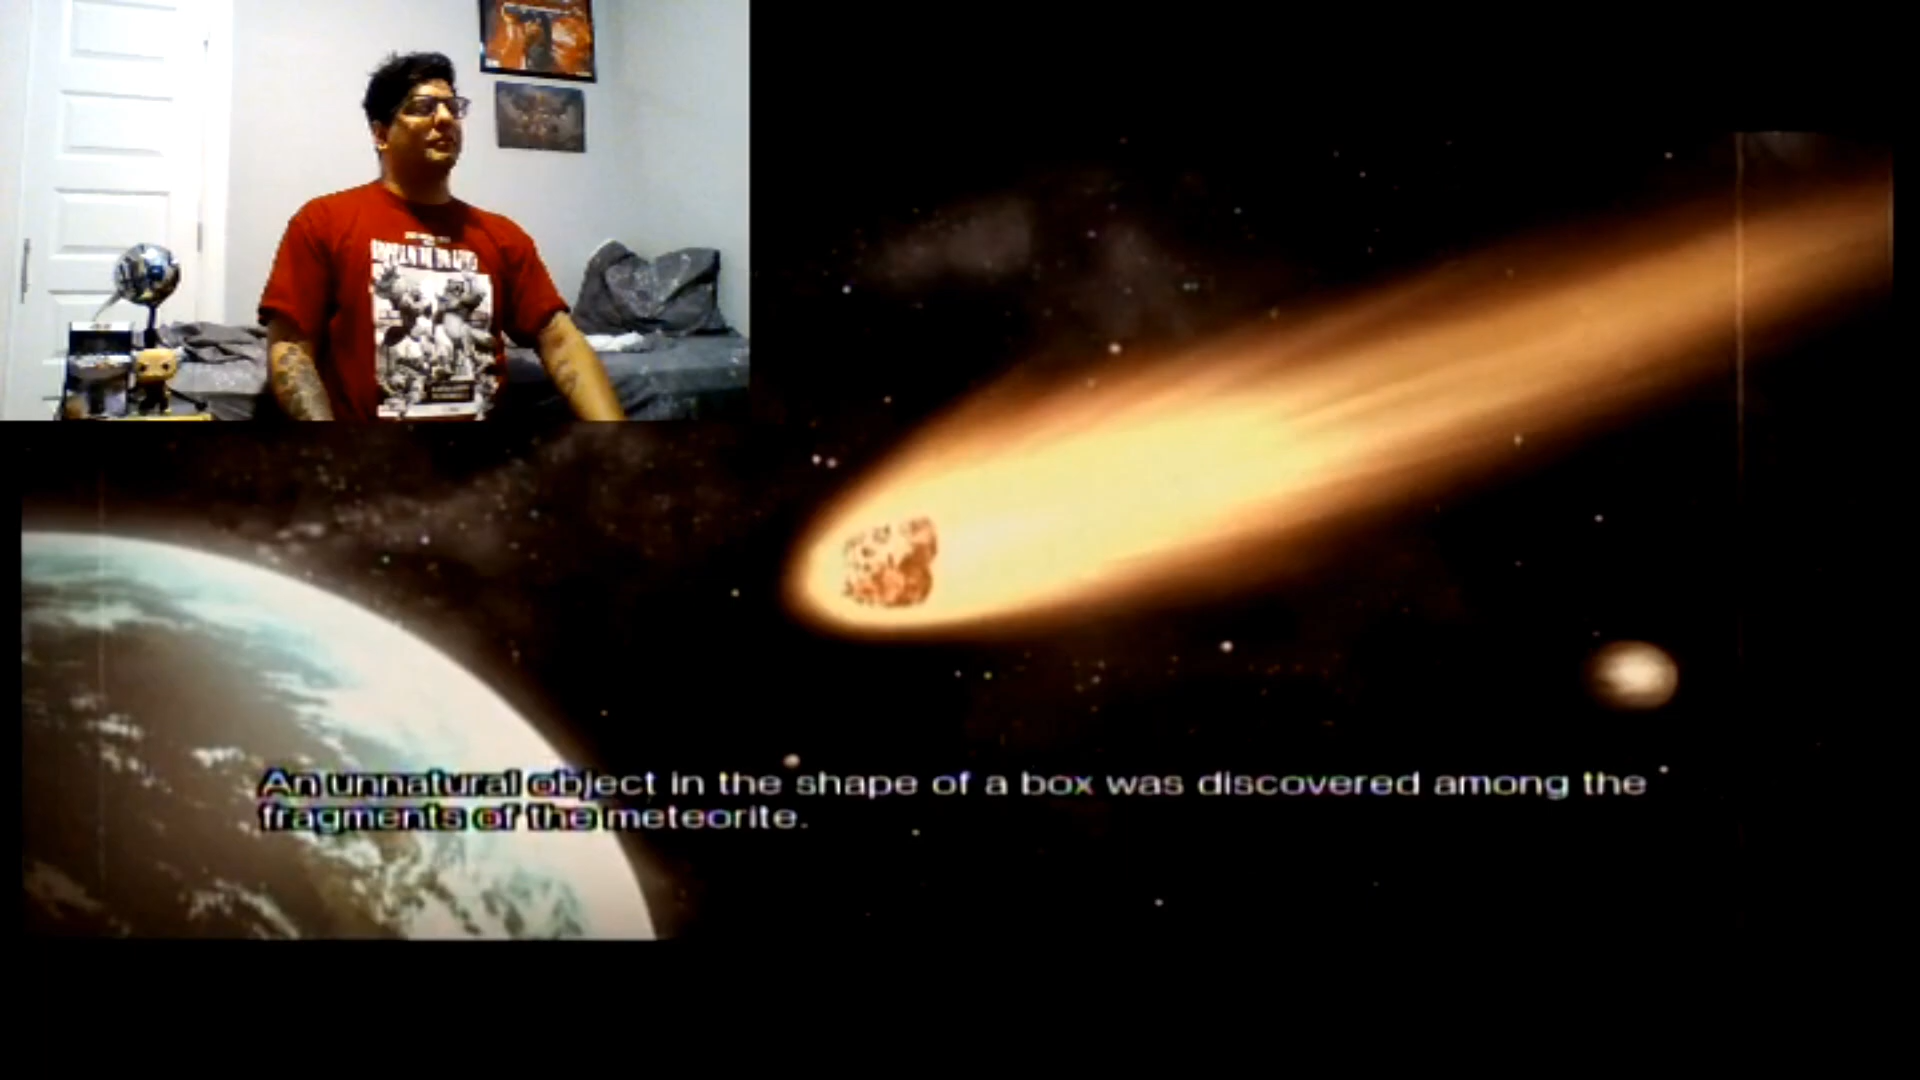 An unnatural object in the shape of a box was discovered among the
fragments of the meteorite.